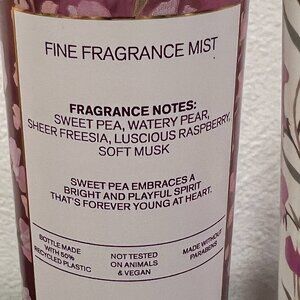 FINE FRAGRANCE MIST
FRAGRANCE NOTES:
SWEET PEA, WATERY PEAR,
SHEER FREESIA, LUSCIOUS RASPBERRY,
SOFT MUSK
SWEET PEA EMBRACES A
BRIGHT AND PLAYFUL SPIRIT
THAT'S FOREVER YOUNG AT HEART.
BOTTLE MADE
WITH 50%
RECYCLED PLASTIC
NOT TESTED
ON ANIMALS
& VEGAN
MADE WITHOUT
PARABENS